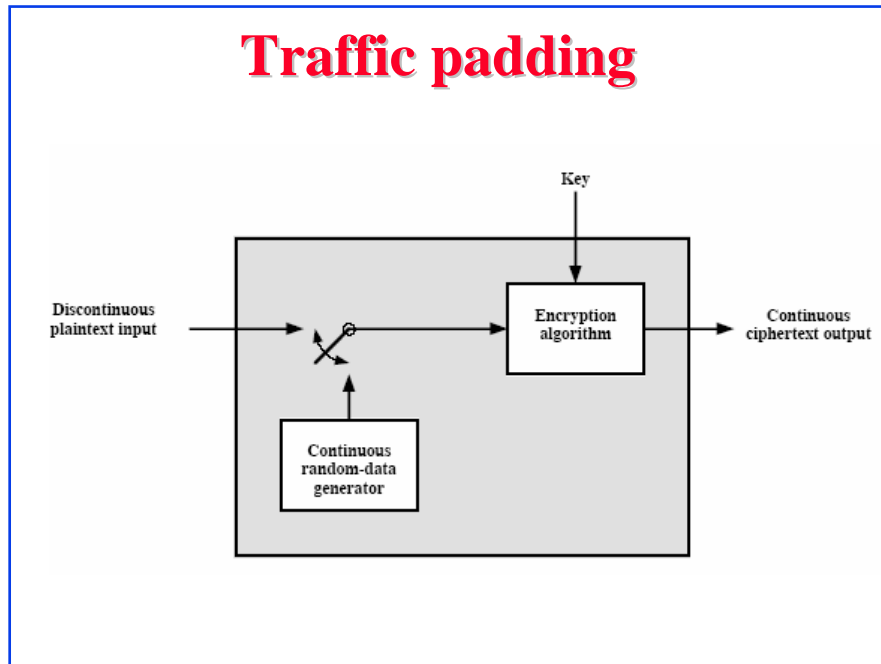 Traffic padding
Key
Discontinuous
plaintext input
Encryption
algorithm
Continuous
ciphertext output
Continuous
random-data
generator